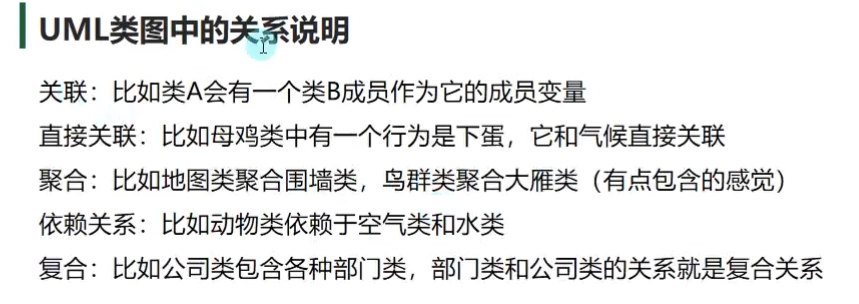 UML类图中的关系说明
关联：比如类A会有一个类B成员作为它的成员变量
直接关联：比如母鸡类中有一个行为是下蛋，它和气候直接关联
聚合：比如地图类聚合围墙类，鸟群类聚合大雁类（有点包含的感觉）
依赖关系：比如动物类依赖于空气类和水类
复合：比如公司类包含各种部门类，部门类和公司类的关系就是复合关系